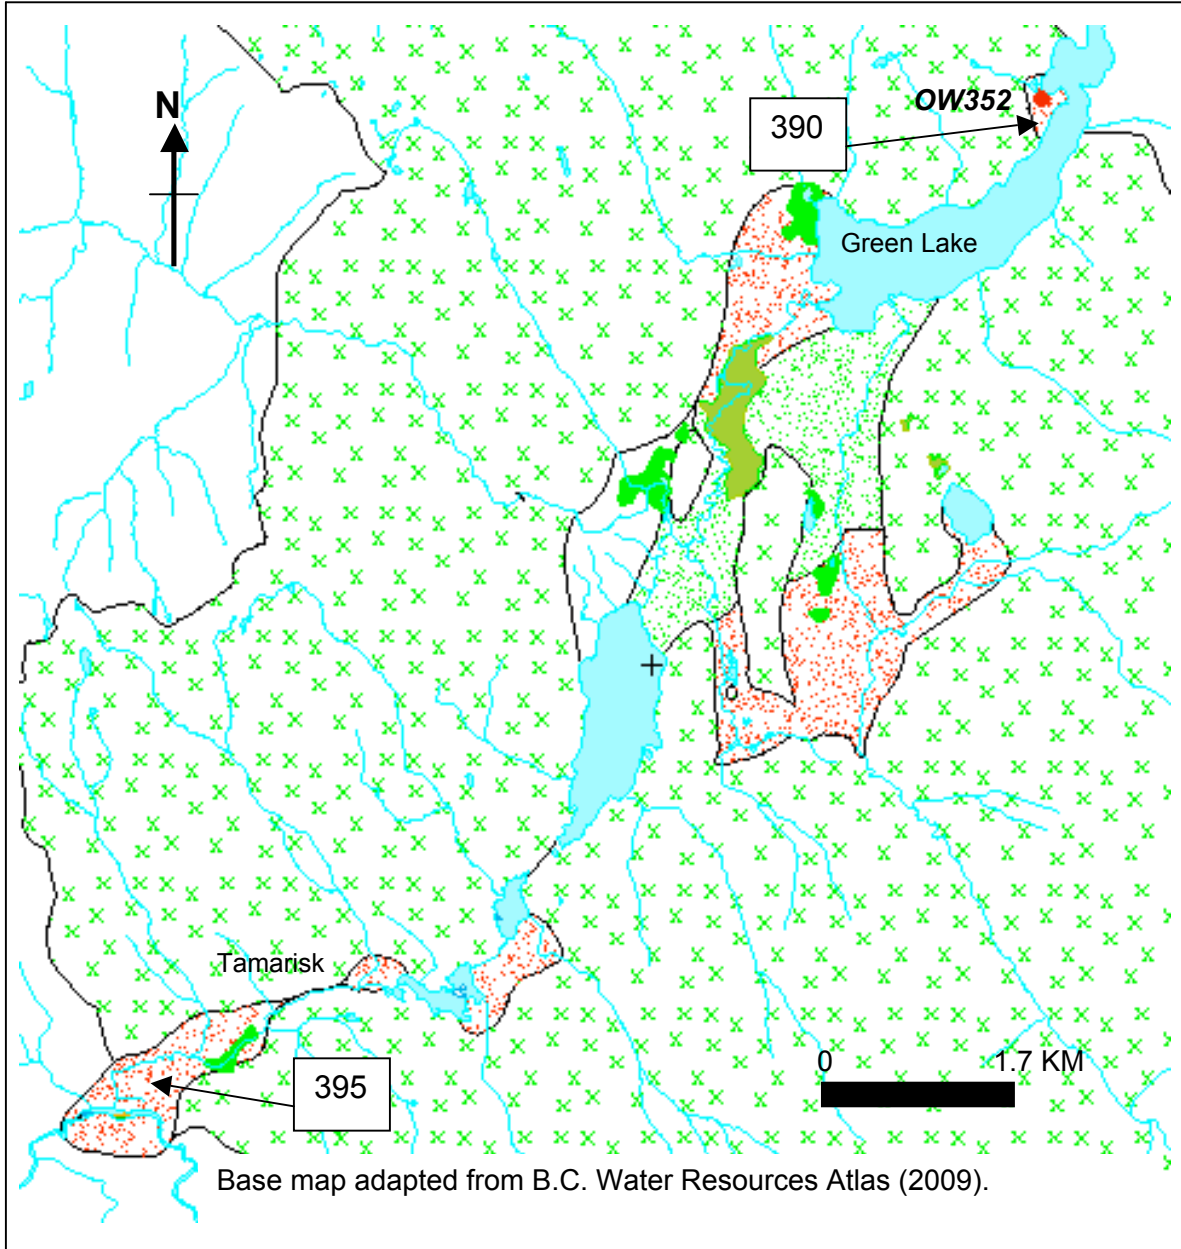 N
OW352
390
Green Lake
Tamarisk
0 1.7 KM
395
Base map adapted from B.C. Water Resources Atlas (2009).